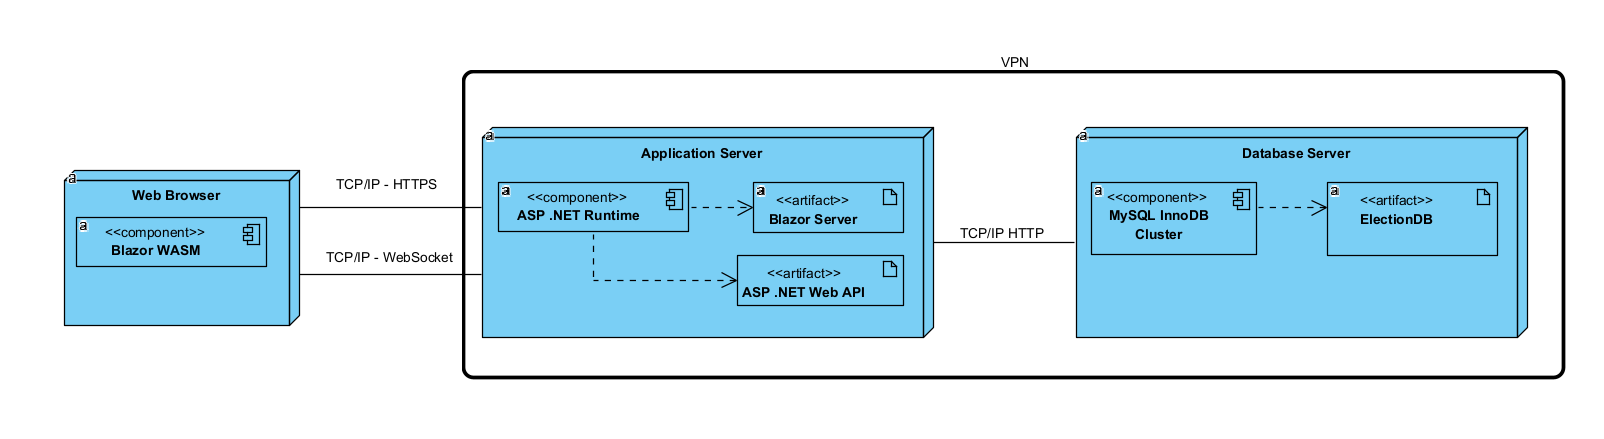 VPN
a
Web Browser
a
<<component>>
Blazor WASM
TCP/IP - HTTPS
TCP/IP - WebSocket
a
Application Server
a
<<component>>
ASP .NET Runtime
a
<<artifact>>
Blazor Server
<<artifact>>
ASP .NET Web API
TCP/IP HTTP
a
Database Server
a
<<component>>
MySQL InnoDB
Cluster
a
<<artifact>>
ElectionDB